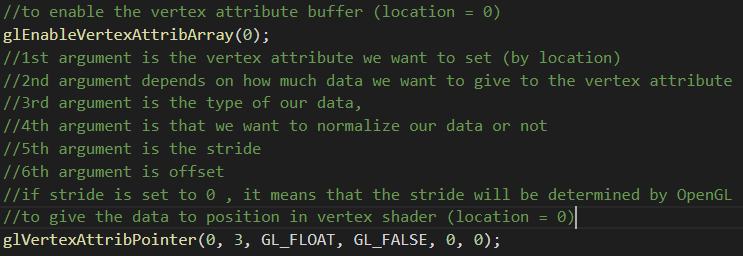 //to enable the vertex attribute buffer (location = 0)
glEnableVertexAttribArray(0);
//1st argument is the vertex attribute we want to set (by location)
//2nd argument depends on how much data we want to give to the vertex attribute
//3rd argument is the type of our data,
//4th argument is that we want to normalize our data or not
//5th argument is the stride
//6th argument is offset
//if stride is set to 0 , it means that the stride will be determined by OpenGL
//to give the data to position in vertex shader (location = 0)
glVertexAttribPointer(0, 3, GL_FLOAT, GL_FALSE, 0, 0);